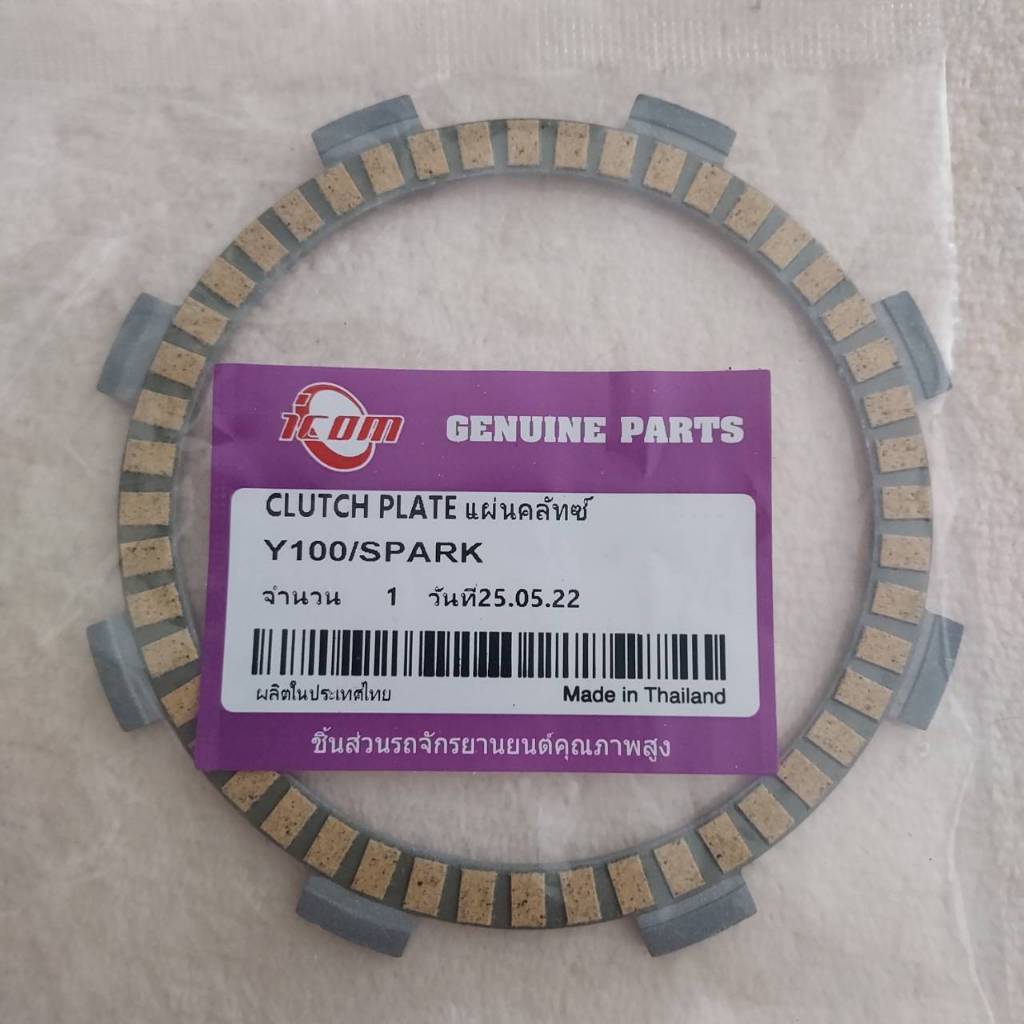 icom
GENUINE PARTS
CLUTCH PLATE แผ่นคลัทซ์
Y100/SPARK
จำนวน 1 วันที่25.05.22
ผลิตในประเทศไทย Made in Thailand
ชิ้นส่วนรถจักรยานยนต์คุณภาพสูง